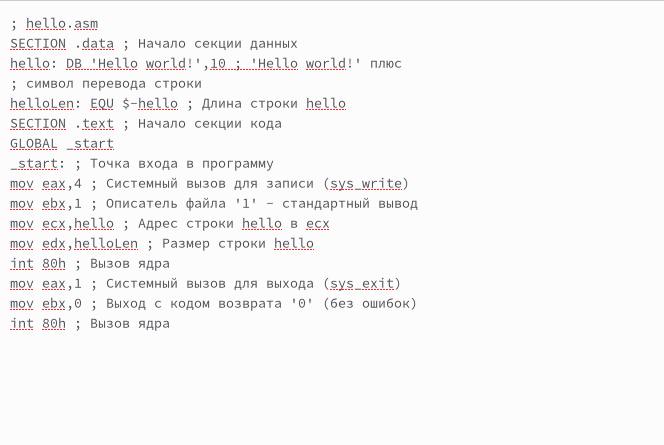 ; hello.asm
SECTION .data ; Начало секции данных
hello: DB 'Hello world!',10 ; 'Hello world!' плюс
; символ перевода строки
helloLen: EQU $-hello ; Длина строки hello
SECTION .text ; Начало секции кода
GLOBAL _start
_start: ; Точка входа в программу
mov eax,4 ; Системный вызов для записи (sys_write)
mov ebx,1 ; Описатель файла '1' - стандартный вывод
mov ecx,hello ; Адрес строки hello в ecx
mov edx,helloLen ; Размер строки hello
int 80h ; Вызов ядра
mov eax,1 ; Системный вызов для выхода (sys_exit)
mov ebx,0 ; Выход с кодом возврата '0' (без ошибок)
int 80h ; Вызов ядра